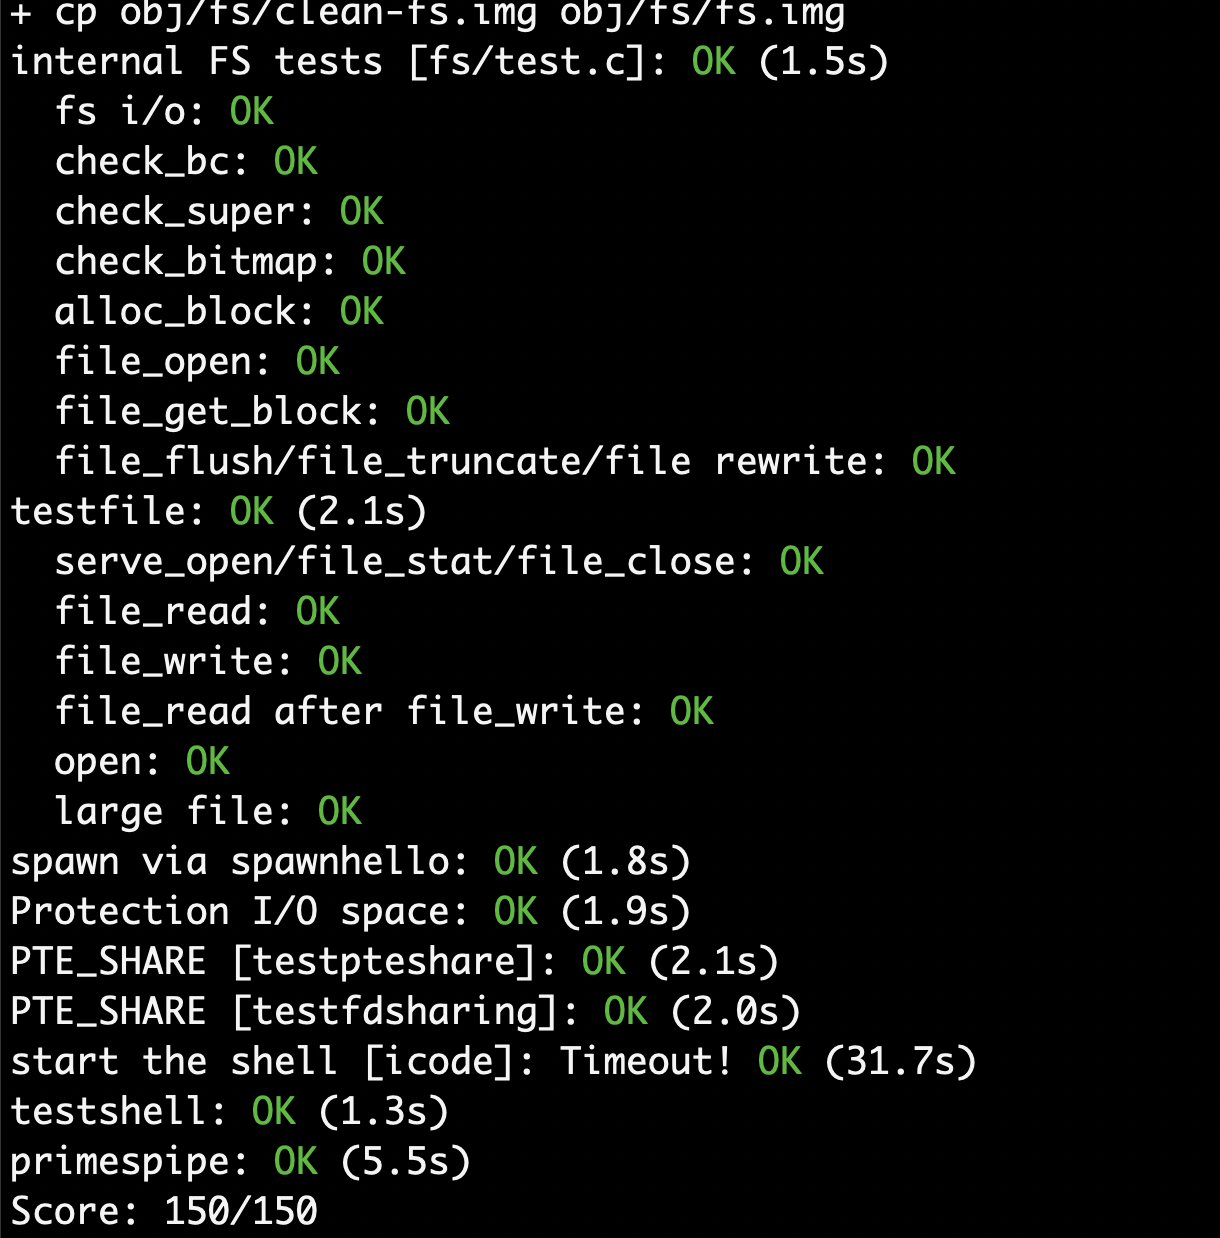 + cp obj/fs/clean-fs.img obj/fs/fs.img
internal FS tests [fs/test.c]: OK (1.5s)
  fs i/o: OK
  check_bc: OK
  check_super: OK
  check_bitmap: OK
  alloc_block: OK
  file_open: OK
  file_get_block: OK
  file_flush/file_truncate/file rewrite: OK
testfile: OK (2.1s)
  serve_open/file_stat/file_close: OK
  file_read: OK
  file_write: OK
  file_read after file_write: OK
  open: OK
  large file: OK
spawn via spawnhello: OK (1.8s)
Protection I/O space: OK (1.9s)
PTE_SHARE [testpteshare]: OK (2.1s)
PTE_SHARE [testfdsharing]: OK (2.0s)
start the shell [icode]: Timeout! OK (31.7s)
testshell: OK (1.3s)
primespipe: OK (5.5s)
Score: 150/150